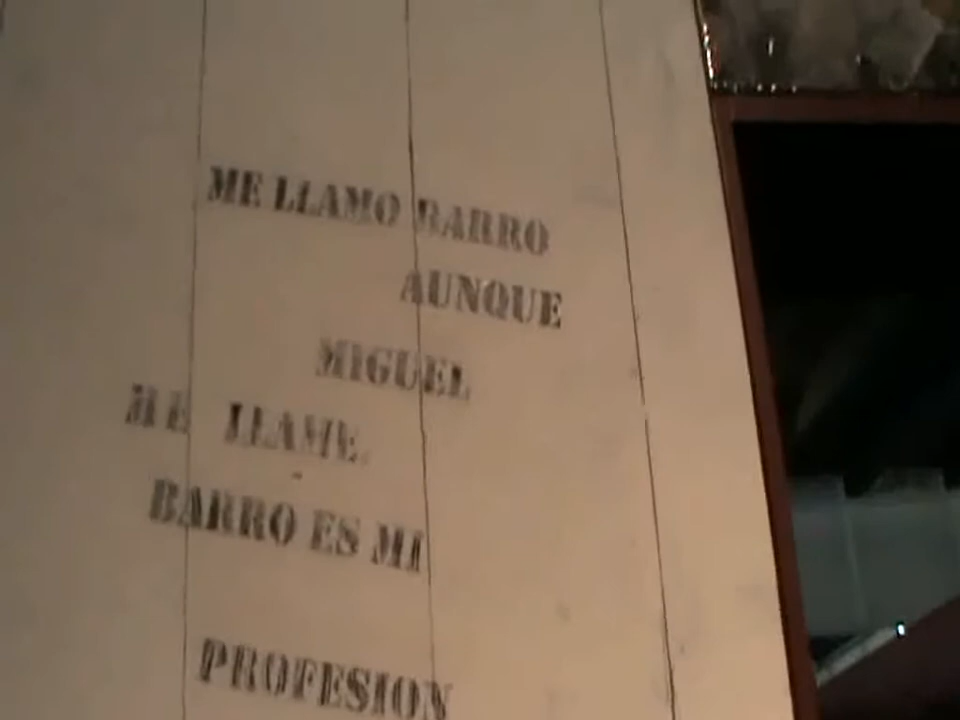 ME LLAMO BARRO
AUNQUE
MIGUEL
ME LLAME.
BARRO ES MI
PROFESION